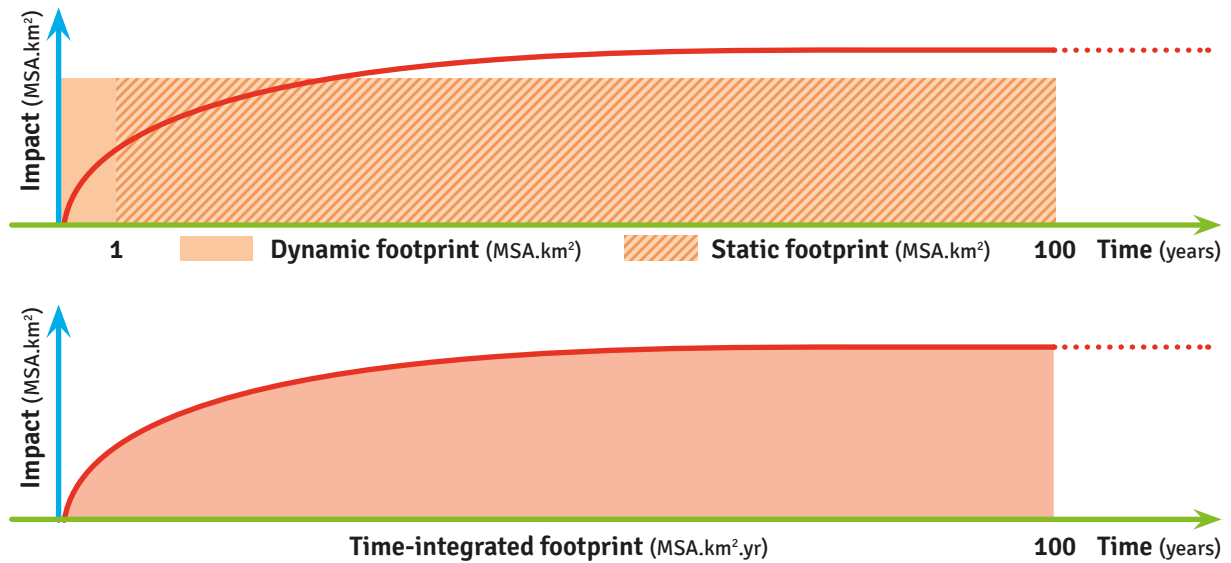 Impact (MSA.km²)
1 Dynamic footprint (MSA.km²) Static footprint (MSA.km²) 100 Time (years)
Impact (MSA.km²)
Time-integrated footprint (MSA.km².yr) 100 Time (years)